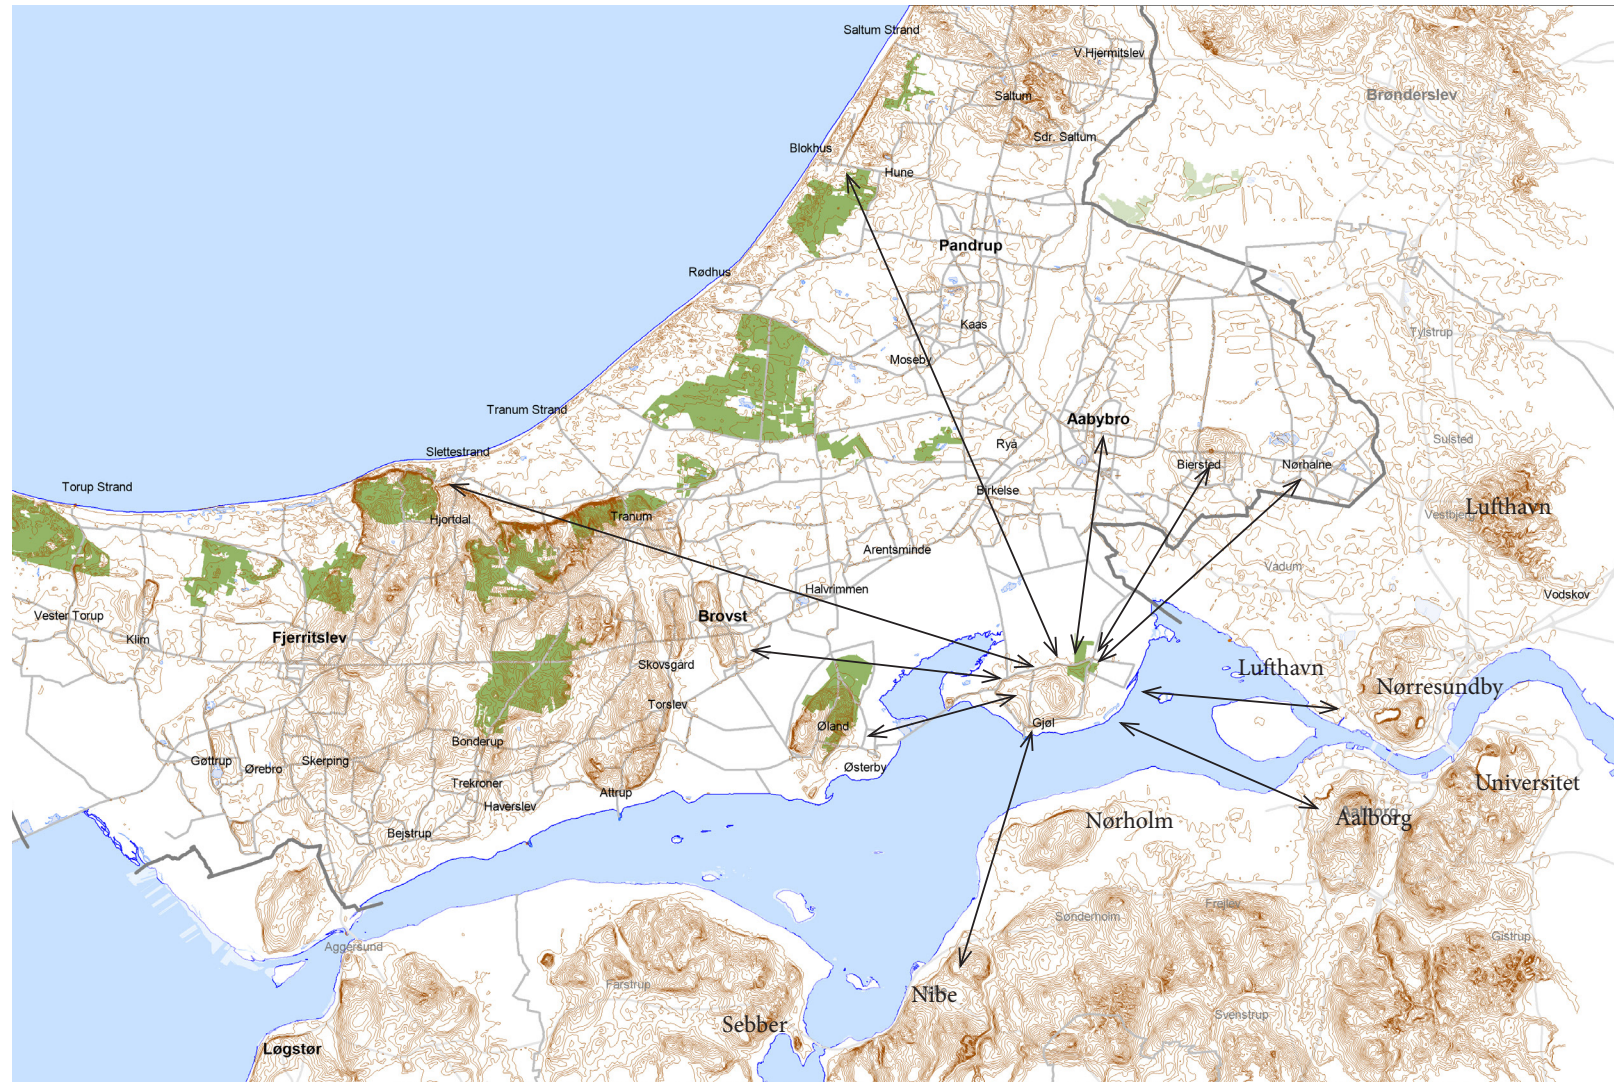 Saltum Strand
V.Hjermitslev
Brønderslev
Saltum
Sdr. Saltum
Blokhus
Hune
Pandrup
Rødhus
Kaas
Tylstrup
Moseby
Tranum Strand
Aabybro
Slettestrand
Ryå
Sulsted
Biersted
Nørhalne
Torup Strand
Birkelse
Lufthavn
Vestbjerg
Hjortdal
Tranum
Arentsminde
Vadum
Halvrimmen
Vodskov
Vester Torup
Klim
Fjerritslev
Brovst
Skovsgård
Lufthavn
Nørresundby
Torslev
Øland
Gjøl
Bonderup
Gøttrup
Ørebro
Skerping
Østerby
Trekroner
Attrup
Universitet
Haverslev
Nørholm
Aalborg
Aalborg
Bejstrup
Frejlev
Sønderholm
Gistrup
Aggersund
Farstrup
Nibe
Svenstrup
Sebber
Løgstør